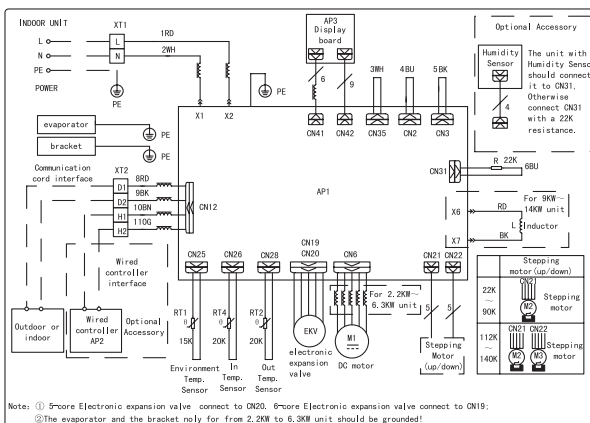 INDOOR UNIT
XT1
L
N
PE
POWER
L
N
PE
1RD
2WH
X1
X2
PE
AP3
Display
board
6
9
CN41
CN42
3WH
CN35
4BU
CN2
5BK
CN3
Optional Accessory
Humidity
Sensor
4
The unit with
Humidity Senso
should connect
it to CN31,
Otherwise
connect CN31
with a 22K
resistance.
evaporator
PE
bracket
PE
Communication
cord interface
XT2
D1
D2
H1
H2
8RD
9BK
10BN
11OG
CN12
AP1
CN31
R 22K
6BU
X6
X7
RD
BK
L
Inductor
For 9KW~
14KW unit
Wired
controller
interface
Outdoor or
indoor
Wired
controller
AP2
Optional
Accessory
CN25
CN26
CN28
CN19
CN20
CN6
CN21
CN22
RT1
θ
15K
RT4
θ
20K
RT2
θ
20K
Environment
Temp.
Sensor
In
Temp.
Sensor
Out
Temp.
Sensor
EKV
electronic
expansion
valve
M1
DC motor
For 2.2KW~
6.3KW unit
5
5
Stepping
Motor
(up/down)
Stepping
motor(up/down)
22K
~
90K
CN21
M2
Stepping
motor
112K
~
140K
CN21 CN22
M2
M3
Stepping
motor
Note: ① 5-core Electronic expansion valve connect to CN20. 6-core Electronic expansion valve connect to CN19;
②The evaporator and the bracket noly for from 2.2KW to 6.3KW unit should be grounded!